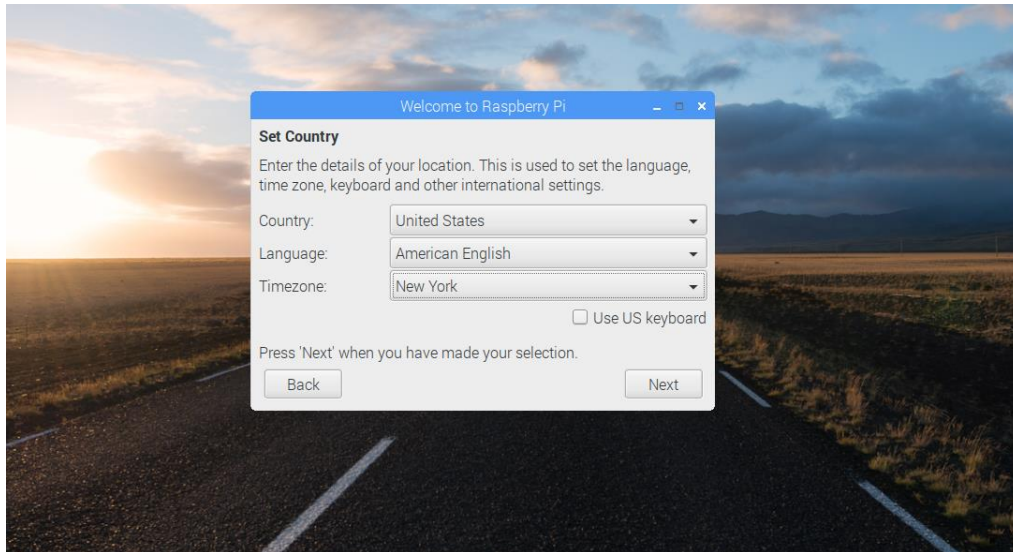 Welcome to Raspberry Pi
Set Country
Enter the details of your location. This is used to set the language,
time zone, keyboard and other international settings.
Country: United States
Language: American English
Timezone: New York
Use US keyboard
Press 'Next' when you have made your selection.
Back Next